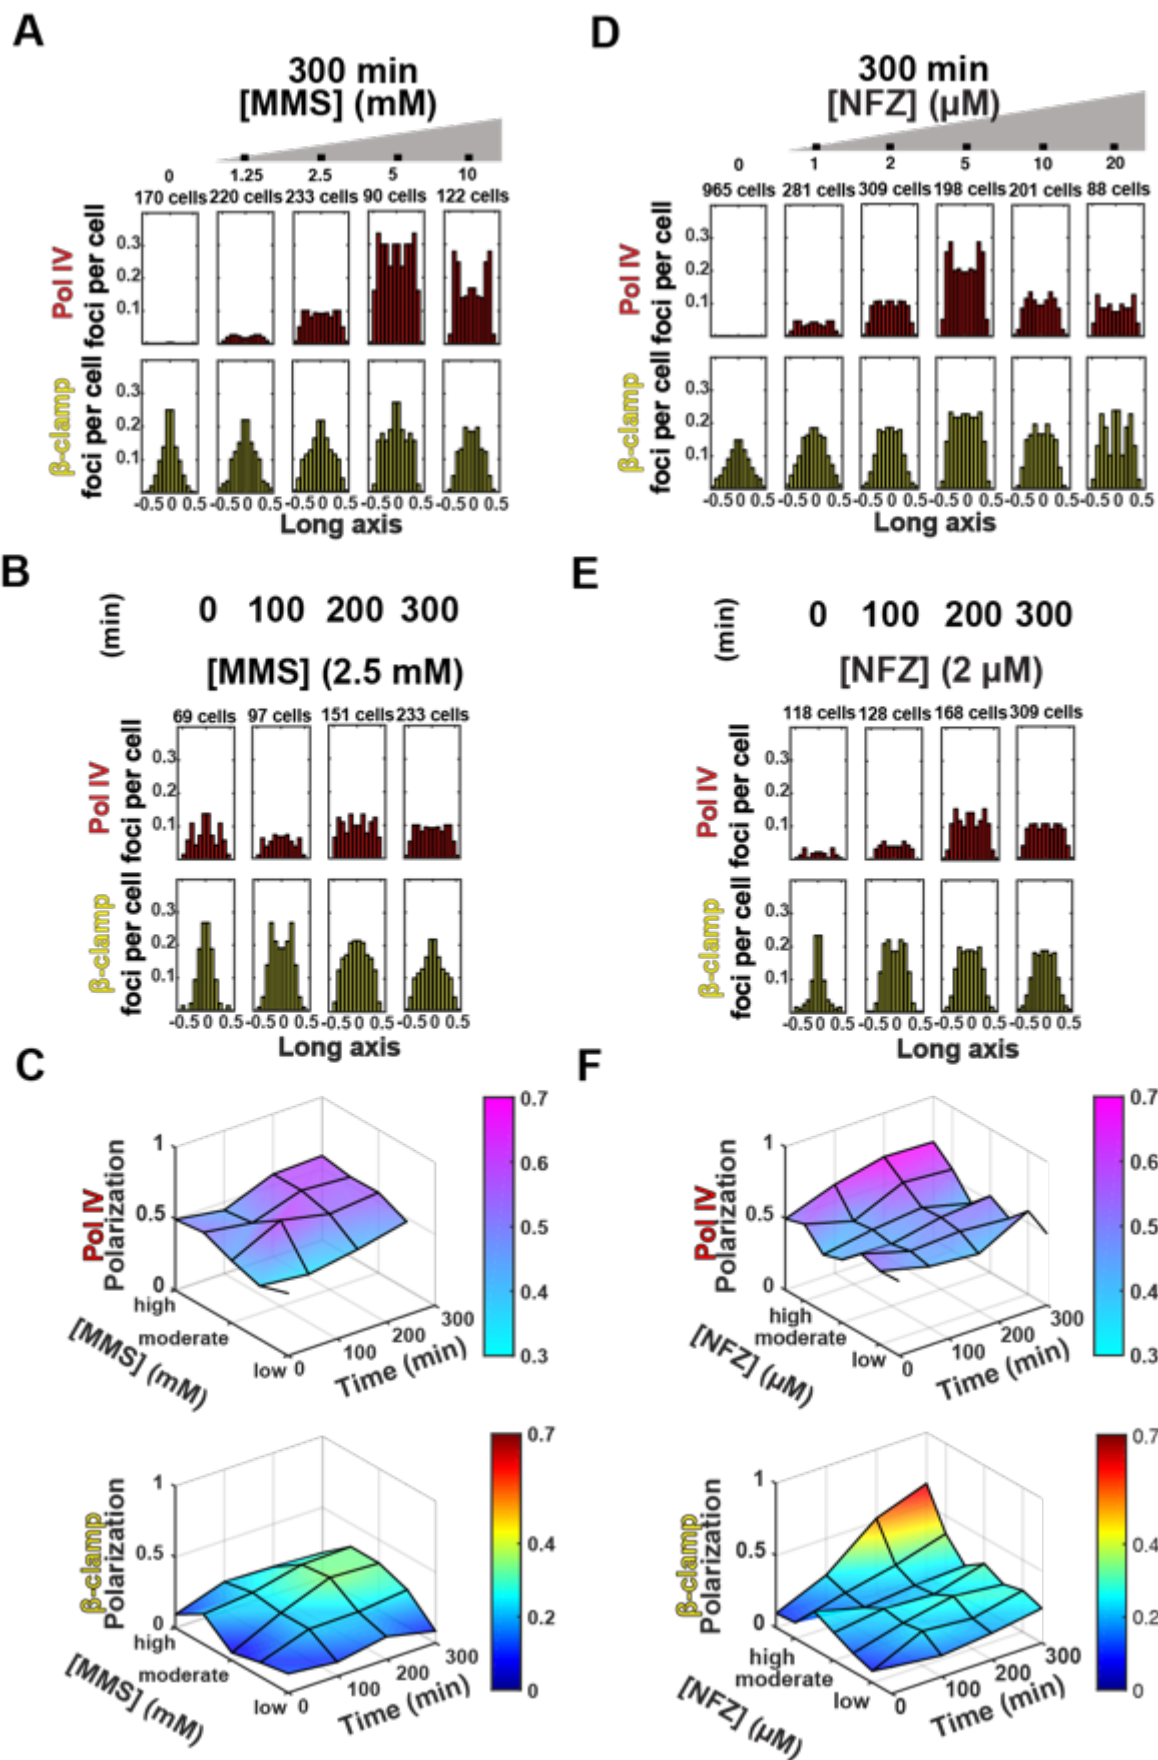 A
300 min
[MMS] (mM)
0 1.25 2.5 5 10
170 cells 220 cells 233 cells 90 cells 122 cells
Pol IV
foci per cell
0.3
0.2
0.1
β-clamp
foci per cell
0.3
0.2
0.1
-0.5 0 0.5 -0.5 0 0.5 -0.5 0 0.5 -0.5 0 0.5 -0.5 0 0.5
Long axis
D
300 min
[NFZ] (µM)
0 1 2 5 10 20
965 cells 281 cells 309 cells 198 cells 201 cells 88 cells
Pol IV
foci per cell
0.3
0.2
0.1
β-clamp
foci per cell
0.3
0.2
0.1
-0.5 0 0.5 -0.5 0 0.5 -0.5 0 0.5 -0.5 0 0.5 -0.5 0 0.5 -0.5 0 0.5
Long axis
B
(min)
0 100 200 300
[MMS] (2.5 mM)
69 cells 97 cells 151 cells 233 cells
Pol IV
foci per cell
0.3
0.2
0.1
β-clamp
foci per cell
0.3
0.2
0.1
-0.5 0 0.5 -0.5 0 0.5 -0.5 0 0.5 -0.5 0 0.5
Long axis
E
(min)
0 100 200 300
[NFZ] (2 µM)
118 cells 128 cells 168 cells 309 cells
Pol IV
foci per cell
0.3
0.2
0.1
β-clamp
foci per cell
0.3
0.2
0.1
-0.5 0 0.5 -0.5 0 0.5 -0.5 0 0.5 -0.5 0 0.5
Long axis
C
Pol IV
Polarization
1
0.5
0
high
moderate
low
[MMS] (mM)
0
100
200
300
Time (min)
0.7
0.6
0.5
0.4
0.3
β-clamp
Polarization
1
0.5
0
high
moderate
low
[MMS] (mM)
0
100
200
300
Time (min)
0.7
0.4
0.2
0
F
Pol IV
Polarization
1
0.5
0
high
moderate
low
[NFZ] (µM)
0
100
200
300
Time (min)
0.7
0.6
0.5
0.4
0.3
β-clamp
Polarization
1
0.5
0
high
moderate
low
[NFZ] (µM)
0
100
200
300
Time (min)
0.7
0.4
0.2
0